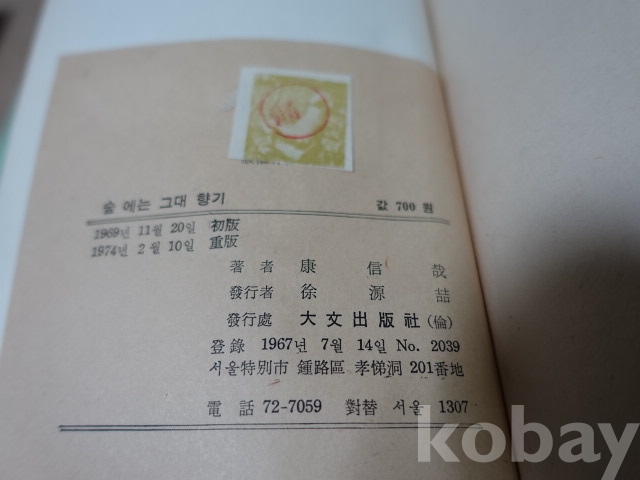 숲 에는 그대 향기 값 700 원
1969년 11월 20일 初版
1974년 2월 10일 重版
著者 康信哉
發行者 徐源喆
發行處 大文出版社 (倫)
登錄 1967년 7월 14일 No. 2039
서울特別市 鍾路區 孝悌洞 201番地
電話 72-7059 對替 서울 1307
kobay